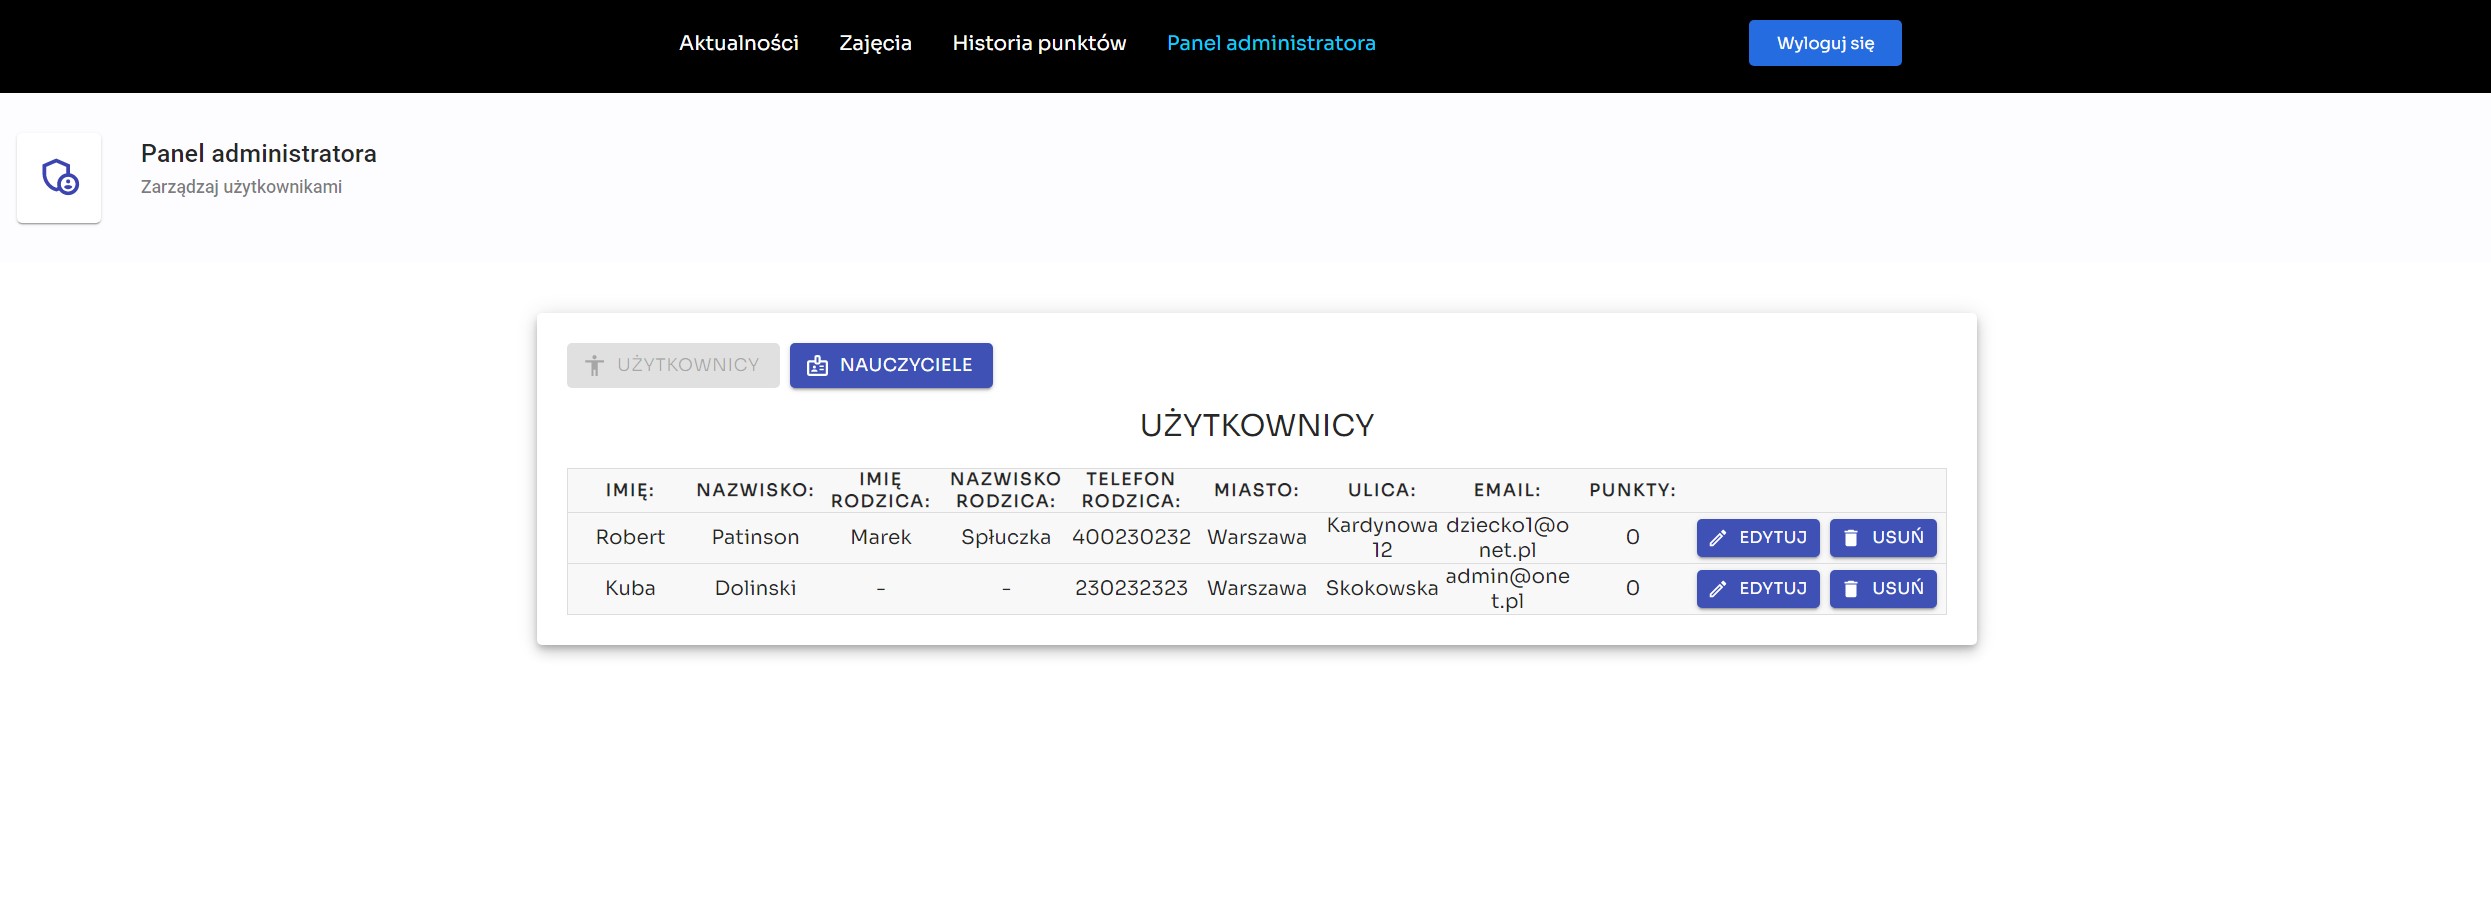 Aktualności Zajęcia Historia punktów Panel administratora Wyloguj się
Panel administratora
Zarządzaj użytkownikami
UŻYTKOWNICY NAUCZYCIELE
UŻYTKOWNICY
IMIĘ: NAZWISKO: IMIĘ RODZICA: NAZWISKO RODZICA: TELEFON RODZICA: MIASTO: ULICA: EMAIL: PUNKTY:
Robert Patinson Marek Spłuczka 400230232 Warszawa Kardynowa 12 dziecko1@onet.pl 0 EDYTUJ USUŃ
Kuba Dolinski - - 230232323 Warszawa Skokowska admin@onet.pl 0 EDYTUJ USUŃ